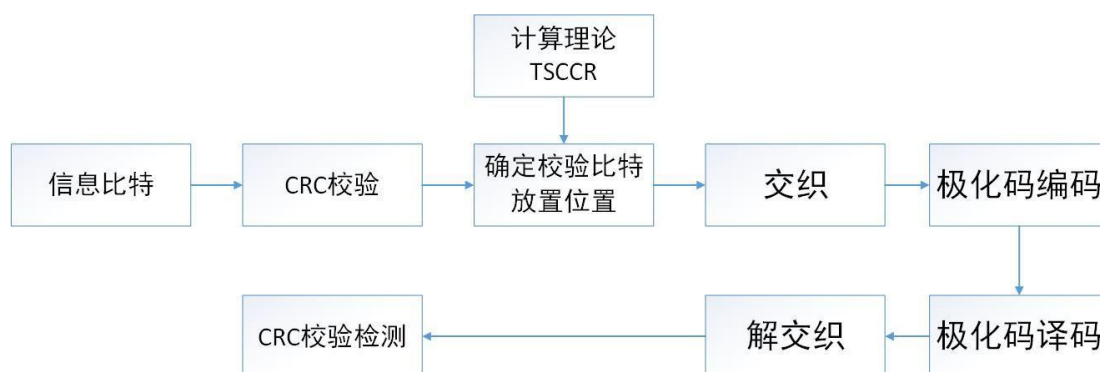 计算理论
TSCCR
信息比特
CRC校验
确定校验比特
放置位置
交织
极化码编码
CRC校验检测
解交织
极化码译码